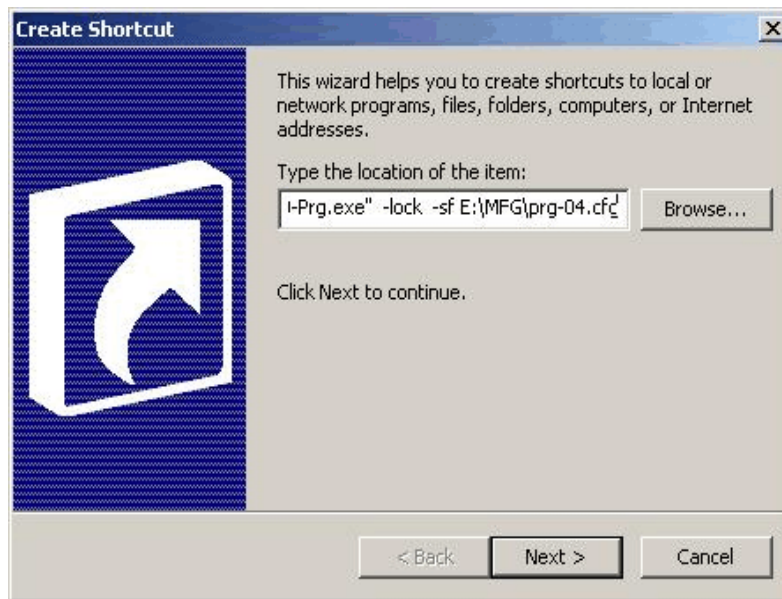 Create Shortcut
This wizard helps you to create shortcuts to local or
network programs, files, folders, computers, or Internet
addresses.
Type the location of the item:
-Prg.exe" -lock -sf E:\MFG\prg-04.cfg
Browse...
Click Next to continue.
< Back
Next >
Cancel